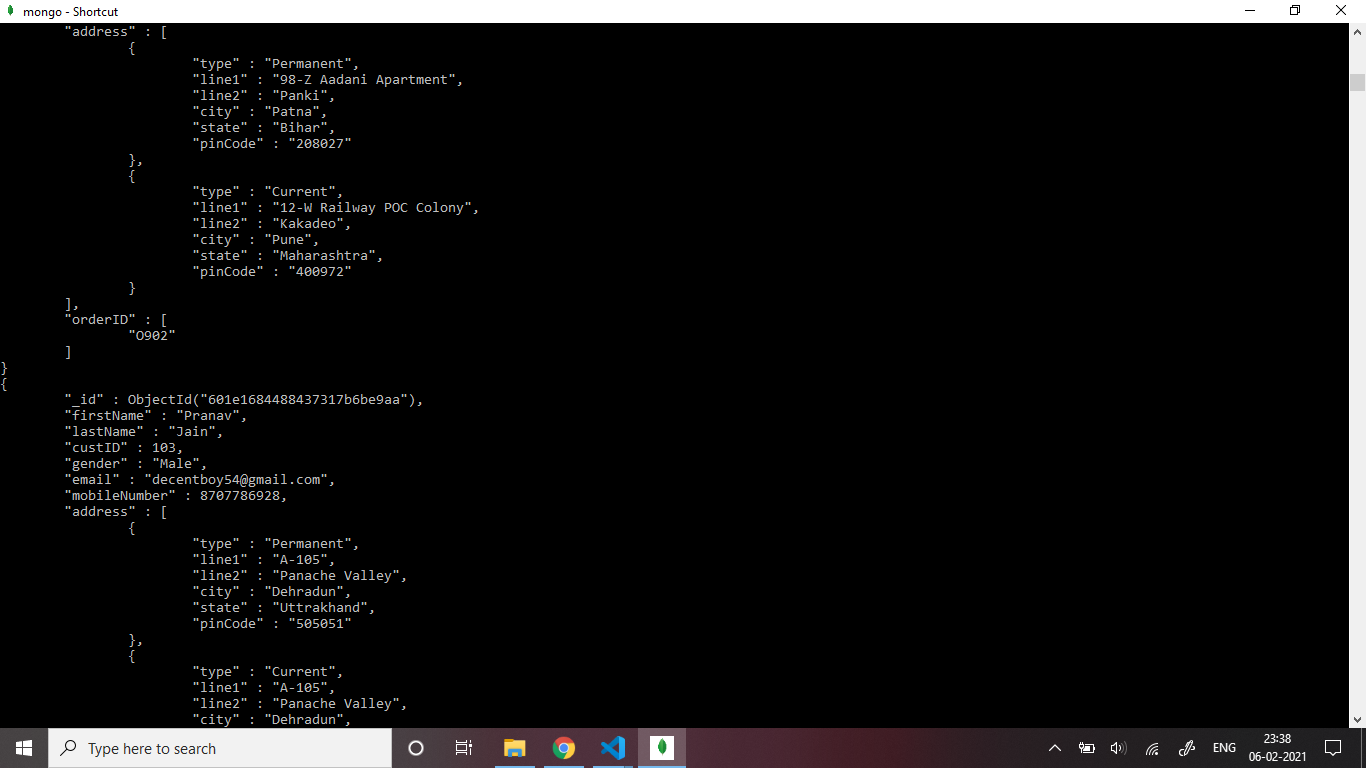 mongo - Shortcut
"address" : [
{
"type" : "Permanent",
"line1" : "98-Z Aadani Apartment",
"line2" : "Panki",
"city" : "Patna",
"state" : "Bihar",
"pinCode" : "208027"
},
{
"type" : "Current",
"line1" : "12-W Railway POC Colony",
"line2" : "Kakadeo",
"city" : "Pune",
"state" : "Maharashtra",
"pinCode" : "400972"
}
],
"orderID" : [
"O902"
]
}
{
"_id" : ObjectId("601e1684488437317b6be9aa"),
"firstName" : "Pranav",
"lastName" : "Jain",
"custID" : 103,
"gender" : "Male",
"email" : "decentboy54@gmail.com",
"mobileNumber" : 8707786928,
"address" : [
{
"type" : "Permanent",
"line1" : "A-105",
"line2" : "Panache Valley",
"city" : "Dehradun",
"state" : "Uttrakhand",
"pinCode" : "505051"
},
{
"type" : "Current",
"line1" : "A-105",
"line2" : "Panache Valley",
"city" : "Dehradun",
Type here to search
ENG
23:38
06-02-2021